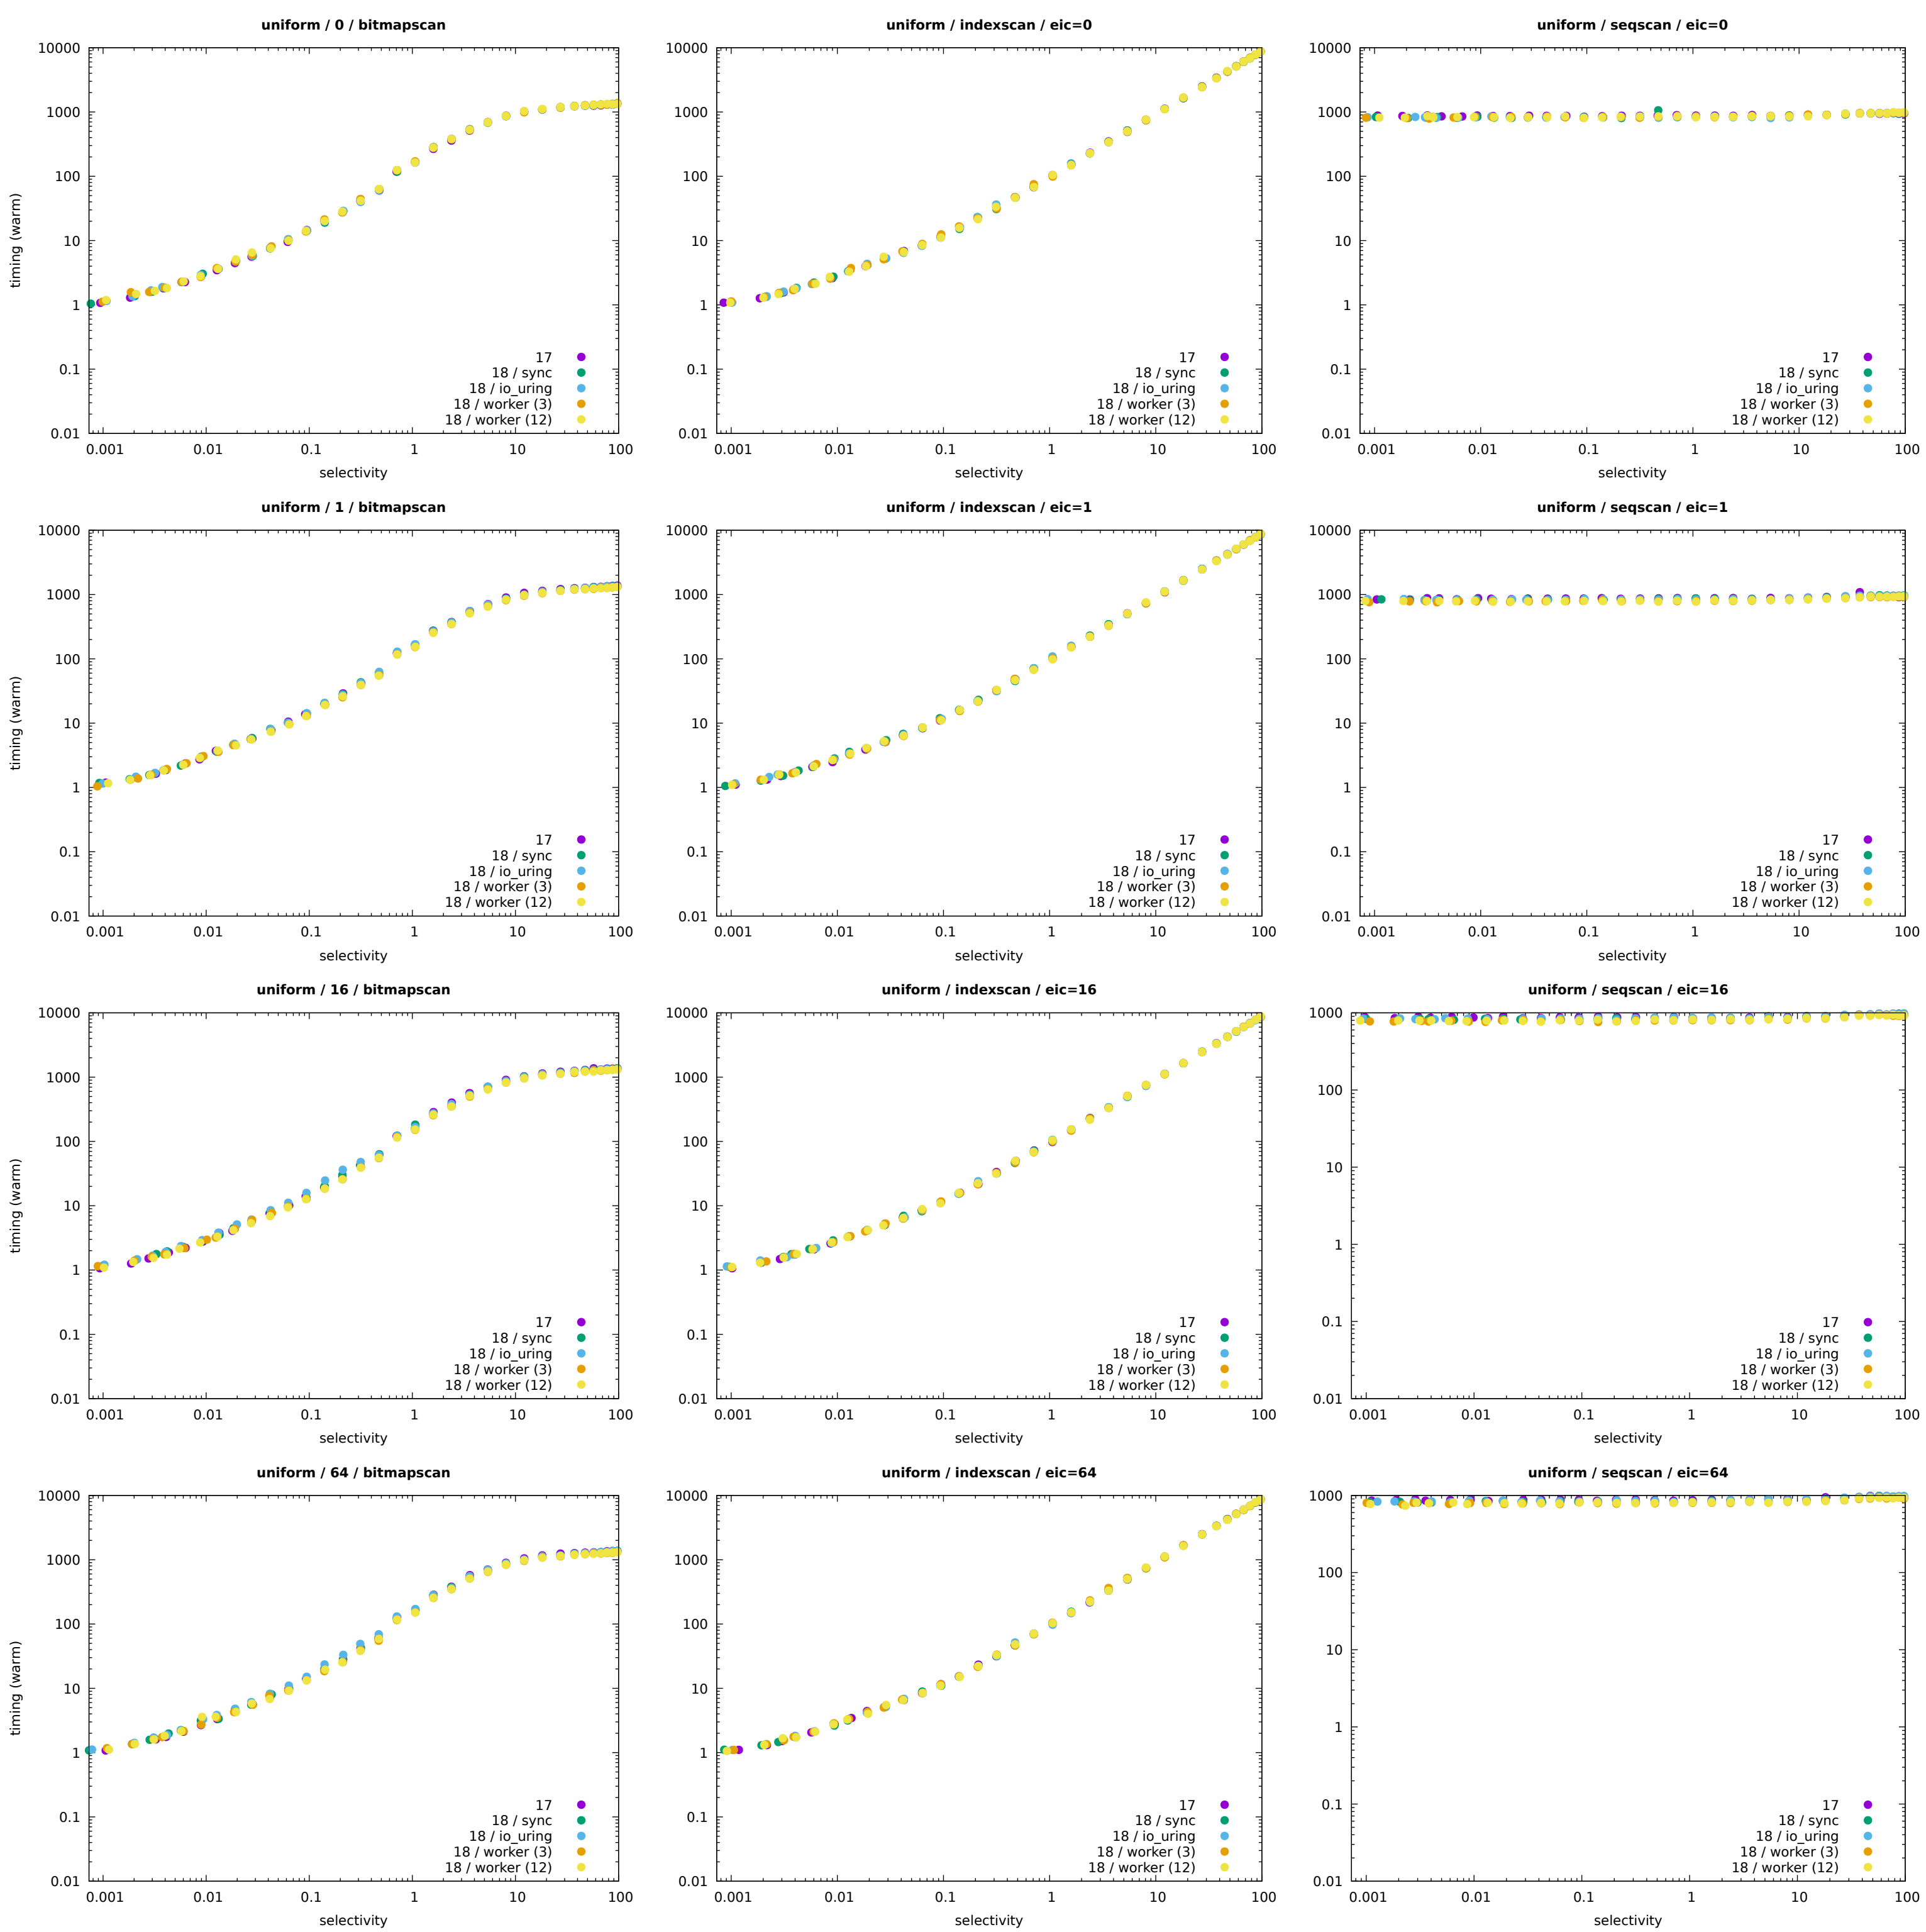 uniform / 0 / bitmapscan
timing (warm)
10000
1000
100
10
1
0.1
0.01
17
18 / sync
18 / io_uring
18 / worker (3)
18 / worker (12)
0.001 0.01 0.1 1 10 100
selectivity
uniform / indexscan / eic=0
10000
1000
100
10
1
0.1
0.01
17
18 / sync
18 / io_uring
18 / worker (3)
18 / worker (12)
0.001 0.01 0.1 1 10 100
selectivity
uniform / seqscan / eic=0
10000
1000
100
10
1
0.1
0.01
17
18 / sync
18 / io_uring
18 / worker (3)
18 / worker (12)
0.001 0.01 0.1 1 10 100
selectivity
uniform / 1 / bitmapscan
timing (warm)
10000
1000
100
10
1
0.1
0.01
17
18 / sync
18 / io_uring
18 / worker (3)
18 / worker (12)
0.001 0.01 0.1 1 10 100
selectivity
uniform / indexscan / eic=1
10000
1000
100
10
1
0.1
0.01
17
18 / sync
18 / io_uring
18 / worker (3)
18 / worker (12)
0.001 0.01 0.1 1 10 100
selectivity
uniform / seqscan / eic=1
10000
1000
100
10
1
0.1
0.01
17
18 / sync
18 / io_uring
18 / worker (3)
18 / worker (12)
0.001 0.01 0.1 1 10 100
selectivity
uniform / 16 / bitmapscan
timing (warm)
10000
1000
100
10
1
0.1
0.01
17
18 / sync
18 / io_uring
18 / worker (3)
18 / worker (12)
0.001 0.01 0.1 1 10 100
selectivity
uniform / indexscan / eic=16
10000
1000
100
10
1
0.1
0.01
17
18 / sync
18 / io_uring
18 / worker (3)
18 / worker (12)
0.001 0.01 0.1 1 10 100
selectivity
uniform / seqscan / eic=16
1000
100
10
1
0.1
0.01
17
18 / sync
18 / io_uring
18 / worker (3)
18 / worker (12)
0.001 0.01 0.1 1 10 100
selectivity
uniform / 64 / bitmapscan
timing (warm)
10000
1000
100
10
1
0.1
0.01
17
18 / sync
18 / io_uring
18 / worker (3)
18 / worker (12)
0.001 0.01 0.1 1 10 100
selectivity
uniform / indexscan / eic=64
10000
1000
100
10
1
0.1
0.01
17
18 / sync
18 / io_uring
18 / worker (3)
18 / worker (12)
0.001 0.01 0.1 1 10 100
selectivity
uniform / seqscan / eic=64
1000
100
10
1
0.1
0.01
17
18 / sync
18 / io_uring
18 / worker (3)
18 / worker (12)
0.001 0.01 0.1 1 10 100
selectivity